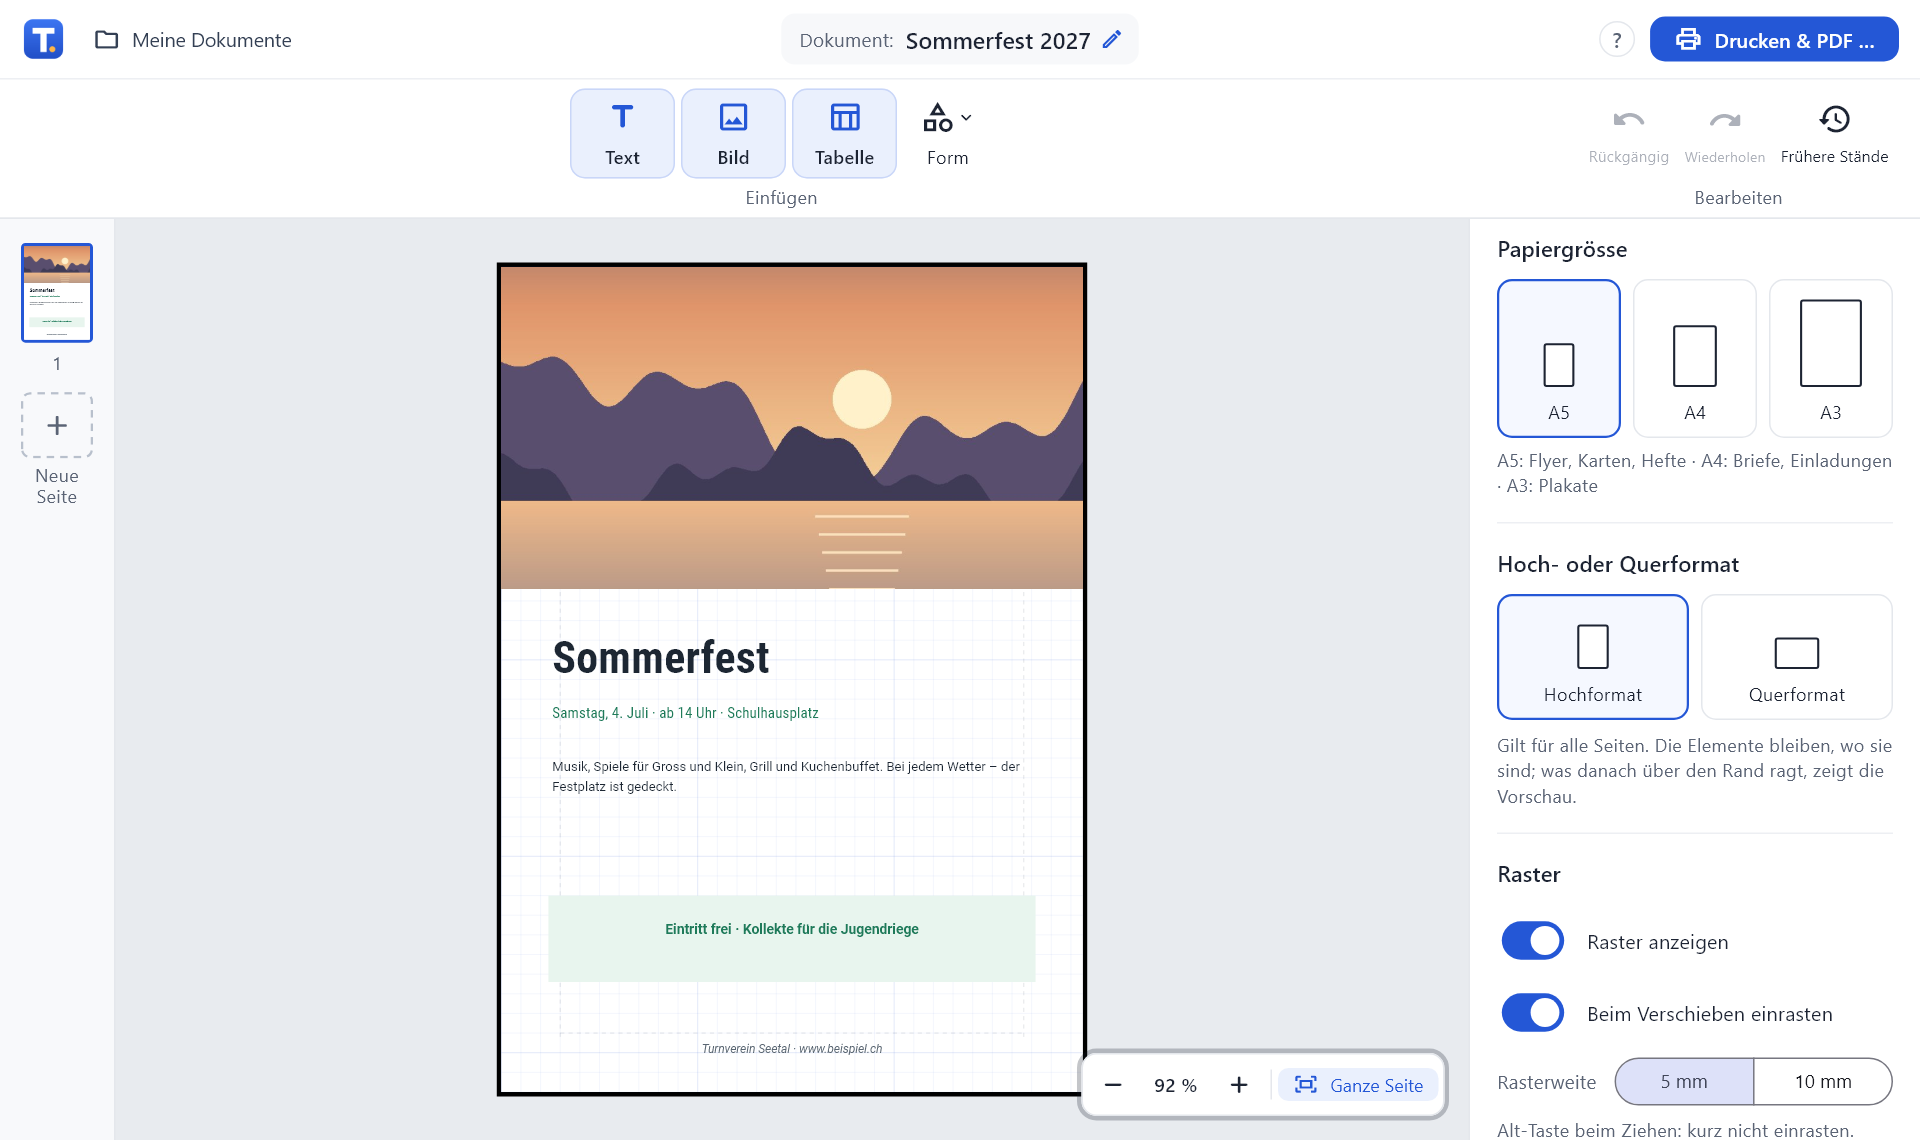 T.
Meine Dokumente
Dokument: Sommerfest 2027
?
Drucken & PDF ...
Text
Bild
Tabelle
Form
Einfügen
Rückgängig
Wiederholen
Frühere Stände
Bearbeiten
1
Neue
Seite
Sommerfest
Samstag, 4. Juli · ab 14 Uhr · Schulhausplatz
Musik, Spiele für Gross und Klein, Grill und Kuchenbuffet. Bei jedem Wetter – der
Festplatz ist gedeckt.
Eintritt frei · Kollekte für die Jugendriege
Turnverein Seetal · www.beispiel.ch
92 %
Ganze Seite
Papiergrösse
A5
A4
A3
A5: Flyer, Karten, Hefte · A4: Briefe, Einladungen
· A3: Plakate
Hoch- oder Querformat
Hochformat
Querformat
Gilt für alle Seiten. Die Elemente bleiben, wo sie
sind; was danach über den Rand ragt, zeigt die
Vorschau.
Raster
Raster anzeigen
Beim Verschieben einrasten
Rasterweite
5 mm
10 mm
Alt-Taste beim Ziehen: kurz nicht einrasten.